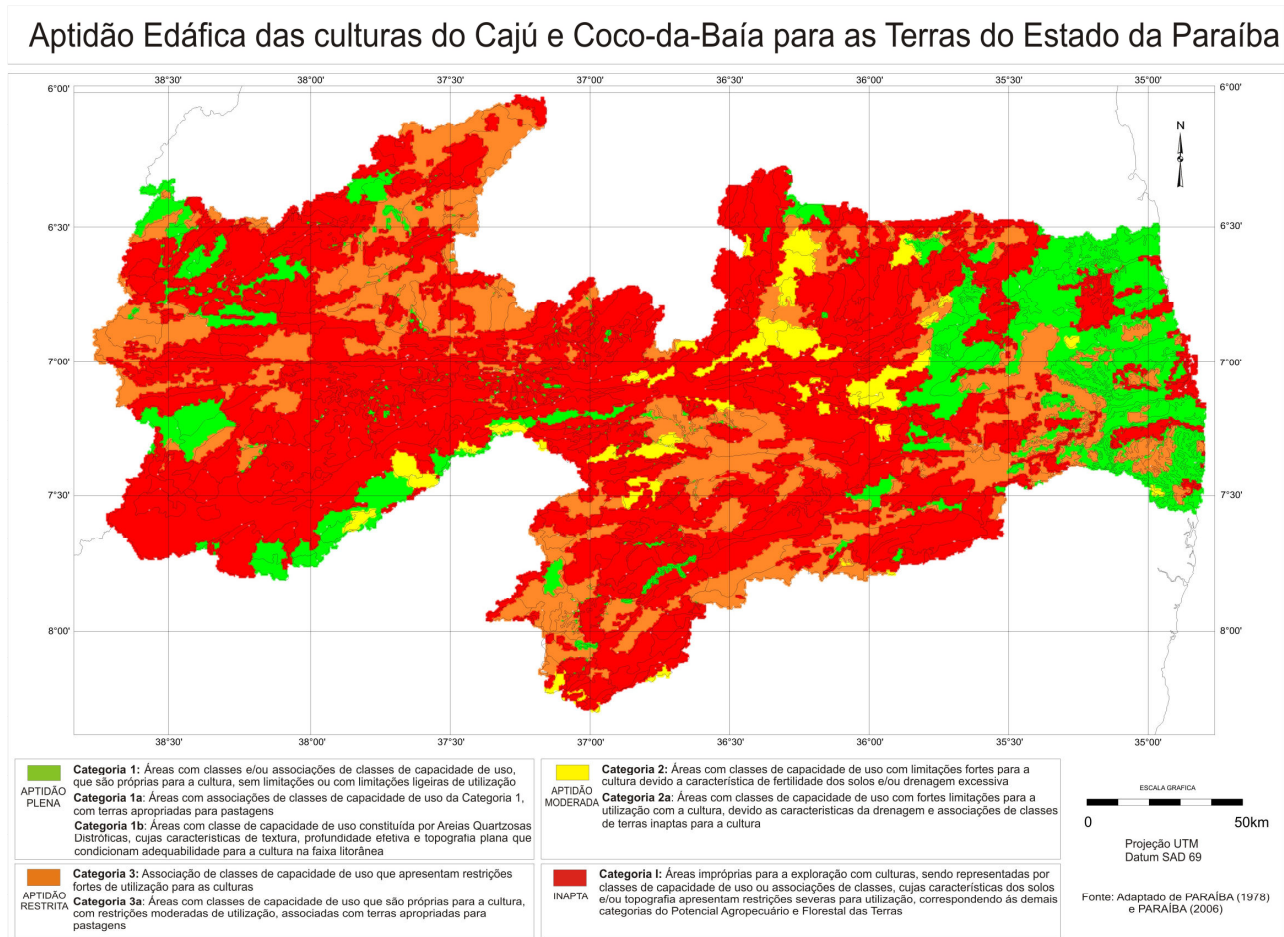 Aptidão Edáfica das culturas do Cajú e Coco-da-Baía para as Terras do Estado da Paraíba
38°30' 38°00' 37°30' 37°00' 36°30' 36°00' 35°30' 35°00'
6°00' 6°00'
N
6°30' 6°30'
7°00' 7°00'
7°30' 7°30'
8°00' 8°00'
38°30' 38°00' 37°30' 37°00' 36°30' 36°00' 35°30' 35°00'
APTIDÃO
PLENA
Categoria 1: Áreas com classes e/ou associações de classes de capacidade de uso,
que são próprias para a cultura, sem limitações ou com limitações ligeiras de utilização
Categoria 1a: Áreas com associações de classes de capacidade de uso da Categoria 1,
com terras apropriadas para pastagens
Categoria 1b: Áreas com classe de capacidade de uso constituída por Areias Quartzosas
Distróficas, cujas características de textura, profundidade efetiva e topografia plana que
condicionam adequabilidade para a cultura na faixa litorânea
APTIDÃO
MODERADA
Categoria 2: Áreas com classes de capacidade de uso com limitações fortes para a
cultura devido a característica de fertilidade dos solos e/ou drenagem excessiva
Categoria 2a: Áreas com classes de capacidade de uso com fortes limitações para a
utilização com a cultura, devido as caracteristicas da drenagem e associações de classes
de terras inaptas para a cultura
APTIDÃO
RESTRITA
Categoria 3: Associação de classes de capacidade de uso que apresentam restrições
fortes de utilização para as culturas
Categoria 3a: Áreas com classes de capacidade de uso que são próprias para a cultura,
com restrições moderadas de utilização, associadas com terras apropriadas para
pastagens
INAPTA
Categoria I: Áreas impróprias para a exploração com culturas, sendo representadas por
classes de capacidade de uso ou associações de classes, cujas características dos solos
e/ou topografia apresentam restrições severas para utilização, correspondendo ás demais
categorias do Potencial Agropecuário e Florestal das Terras
ESCALA GRAFICA
0 50km
Projeção UTM
Datum SAD 69
Fonte: Adaptado de PARAÍBA (1978)
e PARAÍBA (2006)